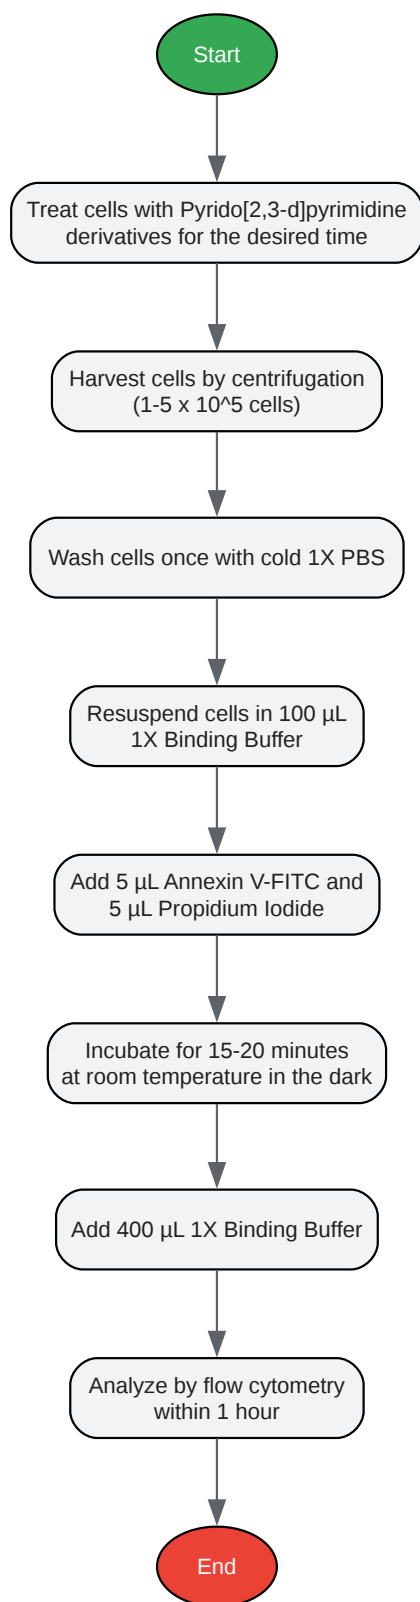 Start
Treat cells with Pyrido[2,3-d]pyrimidine
derivatives for the desired time
Harvest cells by centrifugation
(1-5 x 10^5 cells)
Wash cells once with cold 1X PBS
Resuspend cells in 100 µL
1X Binding Buffer
Add 5 µL Annexin V-FITC and
5 µL Propidium Iodide
Incubate for 15-20 minutes
at room temperature in the dark
Add 400 µL 1X Binding Buffer
Analyze by flow cytometry
within 1 hour
End